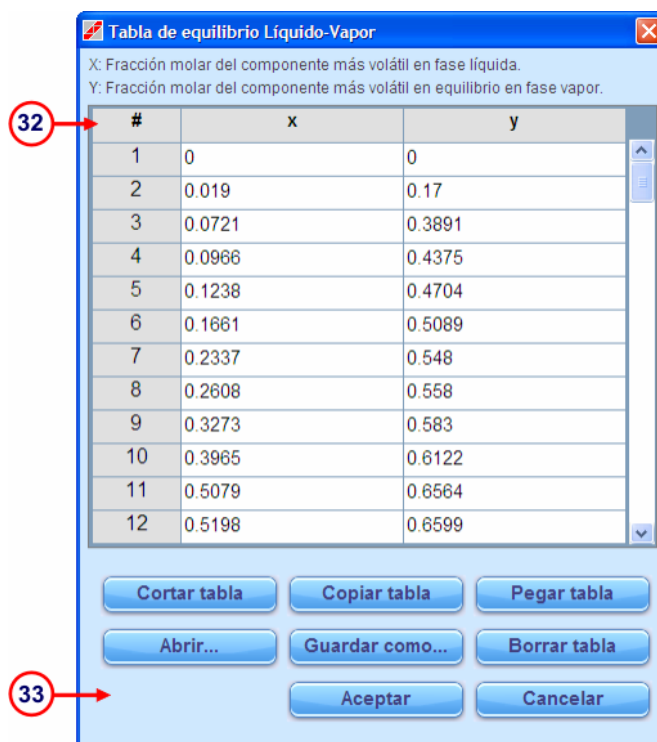 Tabla de equilibrio Líquido-Vapor
X: Fracción molar del componente más volátil en fase líquida.
Y: Fracción molar del componente más volátil en equilibrio en fase vapor.
32
# x y
1 0 0
2 0.019 0.17
3 0.0721 0.3891
4 0.0966 0.4375
5 0.1238 0.4704
6 0.1661 0.5089
7 0.2337 0.548
8 0.2608 0.558
9 0.3273 0.583
10 0.3965 0.6122
11 0.5079 0.6564
12 0.5198 0.6599
Cortar tabla Copiar tabla Pegar tabla
Abrir... Guardar como... Borrar tabla
33
Aceptar Cancelar